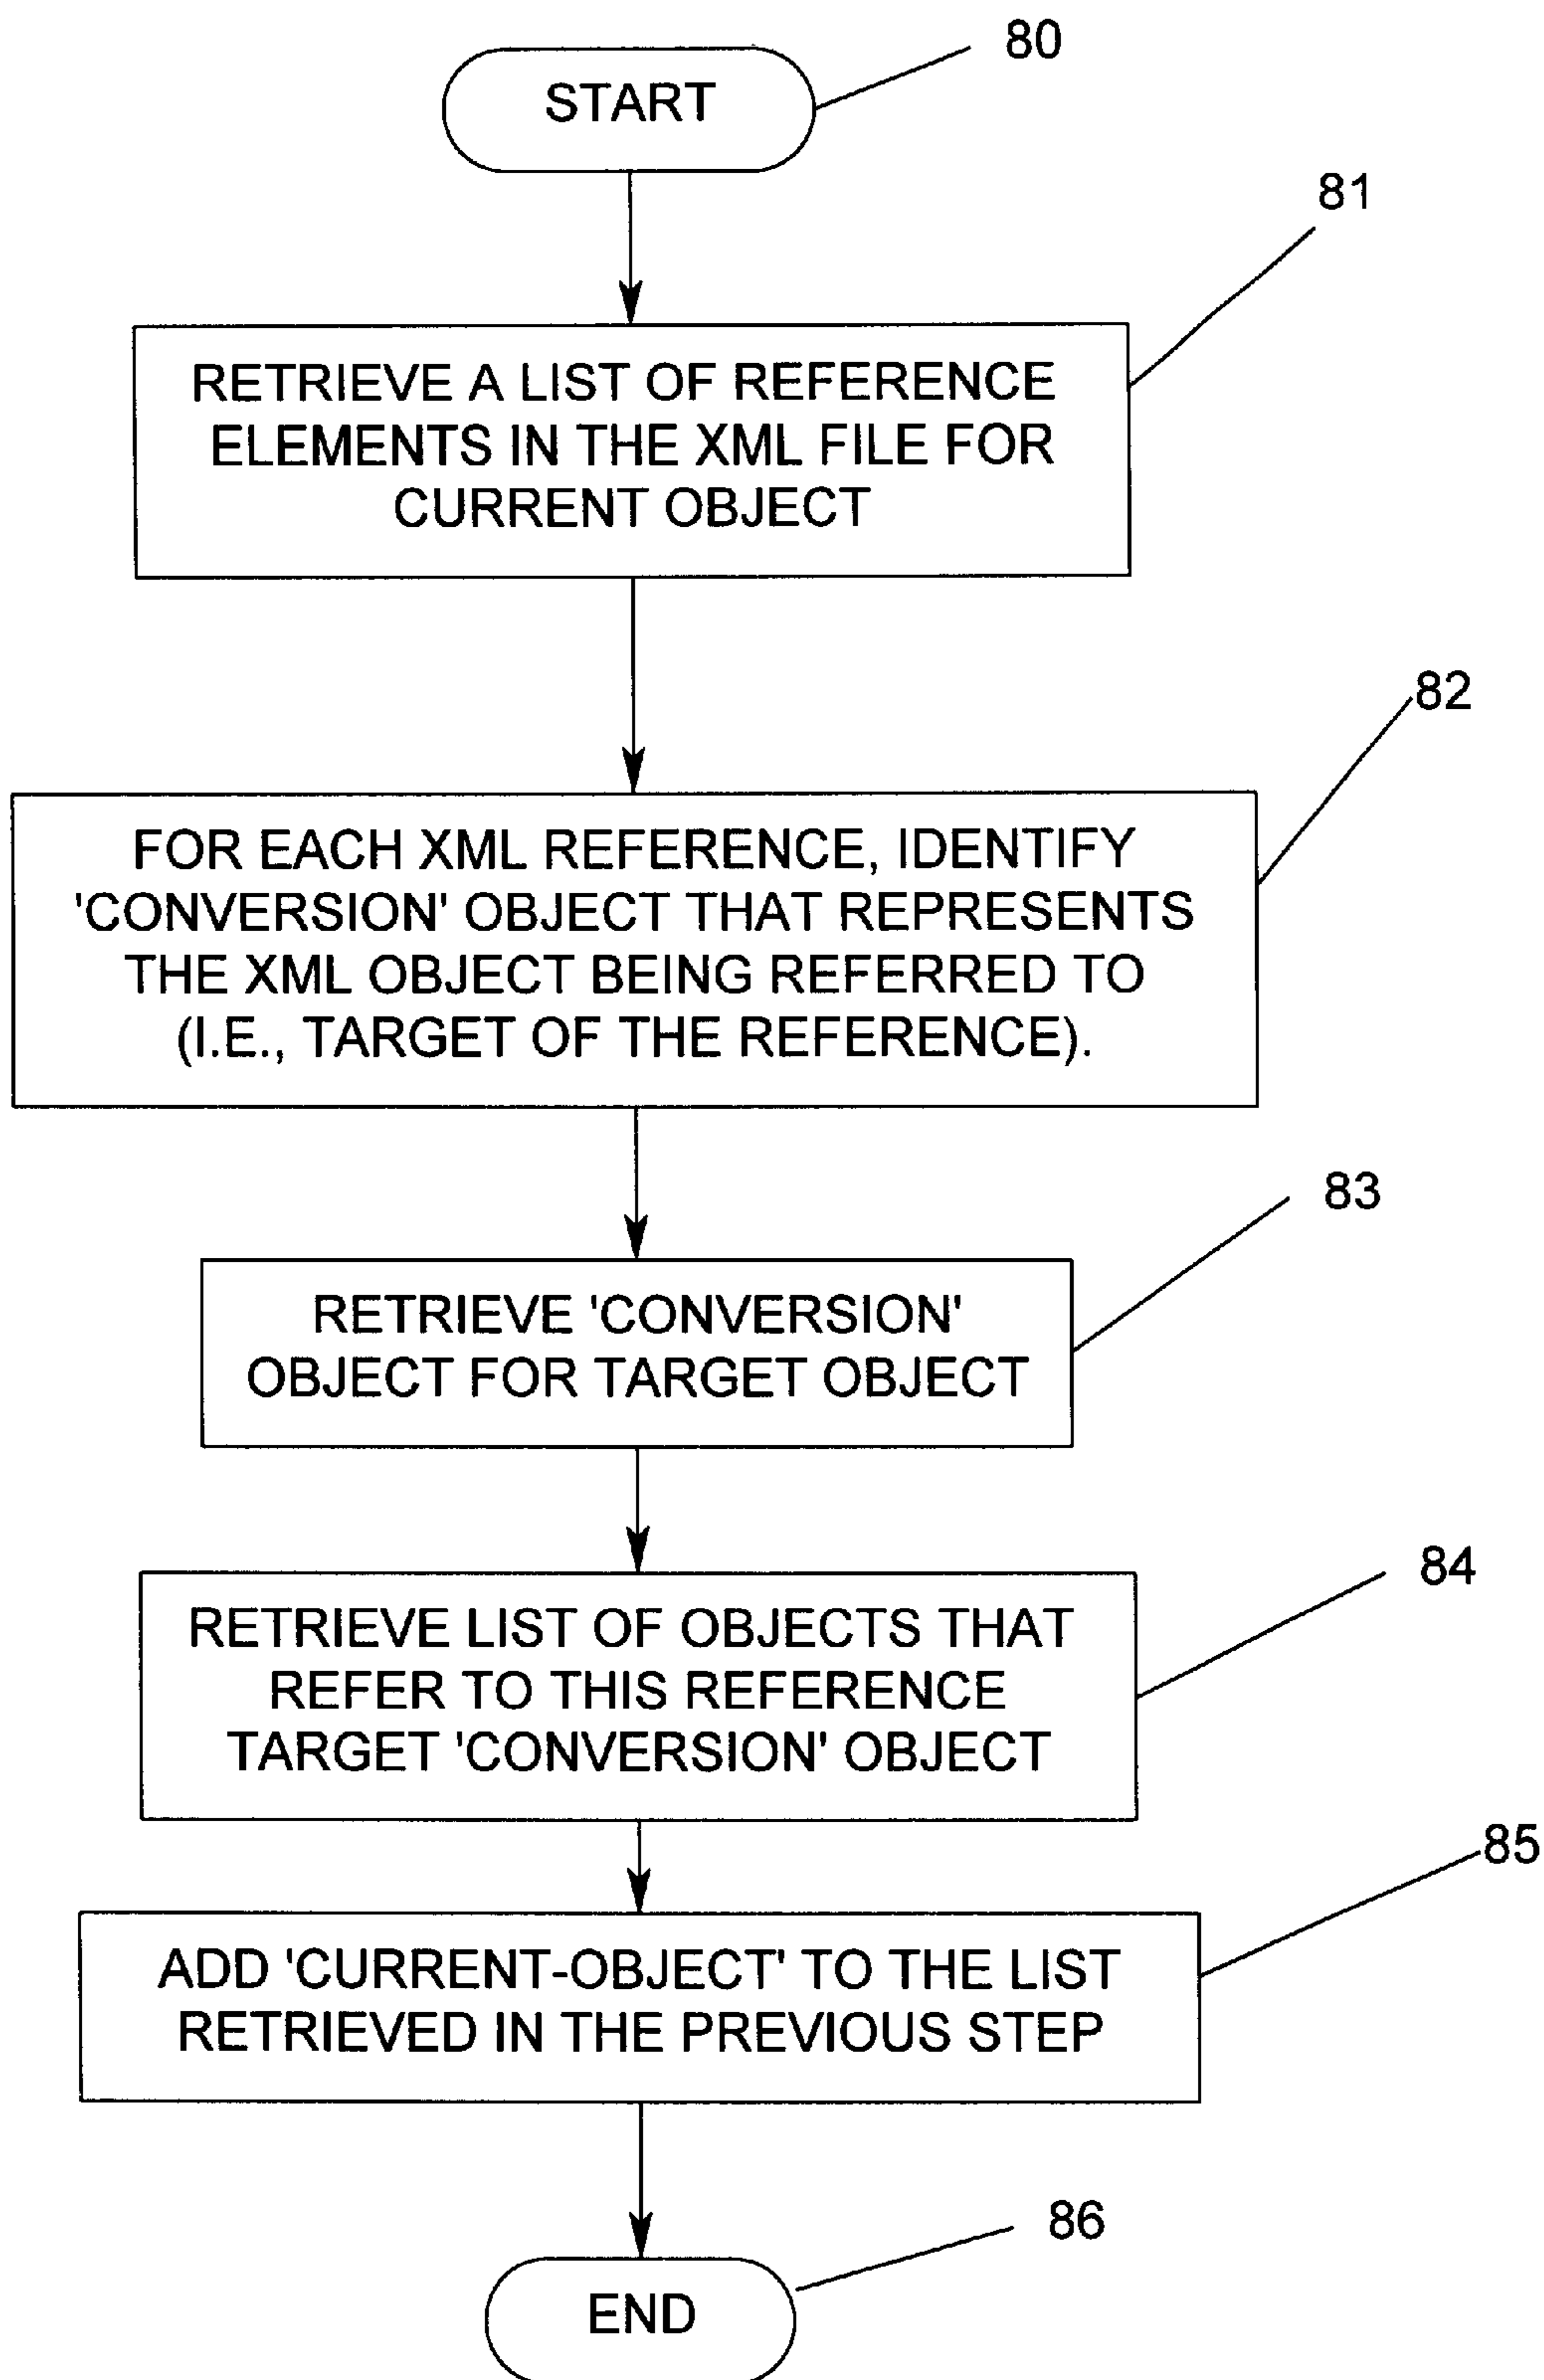 80
START
81
RETRIEVE A LIST OF REFERENCE
ELEMENTS IN THE XML FILE FOR
CURRENT OBJECT
82
FOR EACH XML REFERENCE, IDENTIFY
'CONVERSION' OBJECT THAT REPRESENTS
THE XML OBJECT BEING REFERRED TO
(I.E., TARGET OF THE REFERENCE).
83
RETRIEVE 'CONVERSION'
OBJECT FOR TARGET OBJECT
84
RETRIEVE LIST OF OBJECTS THAT
REFER TO THIS REFERENCE
TARGET 'CONVERSION' OBJECT
85
ADD 'CURRENT-OBJECT' TO THE LIST
RETRIEVED IN THE PREVIOUS STEP
86
END